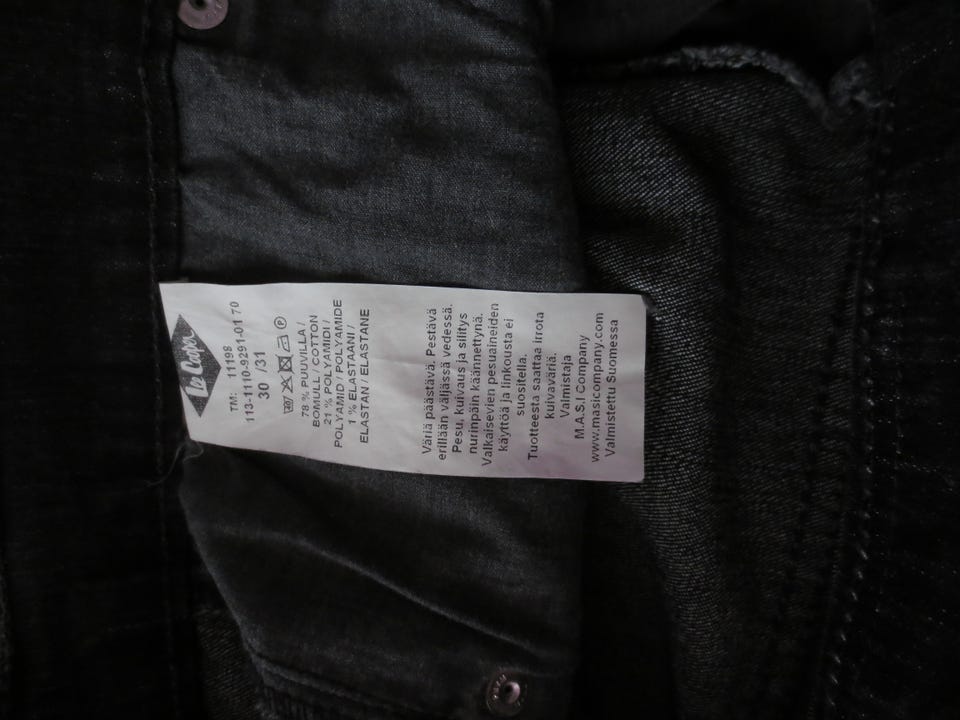 Lee Cooper
TM: 11198
113-1110-9291-01 70
30 /31
78 % PUUVILLA /
BOMULL / COTTON
21 % POLYAMIDI /
POLYAMID / POLYAMIDE
1 % ELASTAANI /
ELASTAN / ELASTANE
Väriä päästävä. Pestävä
erillään väljässä vedessä.
Pesu, kuivaus ja silitys
nurinpäin käännettynä.
Valkaisevien pesuaineiden
käyttöä ja linkousta ei
suositella.
Tuotteesta saattaa irrota
kuivaväriä.
Valmistaja
M.A.S.I Company
www.masicompany.com
Valmistettu Suomessa